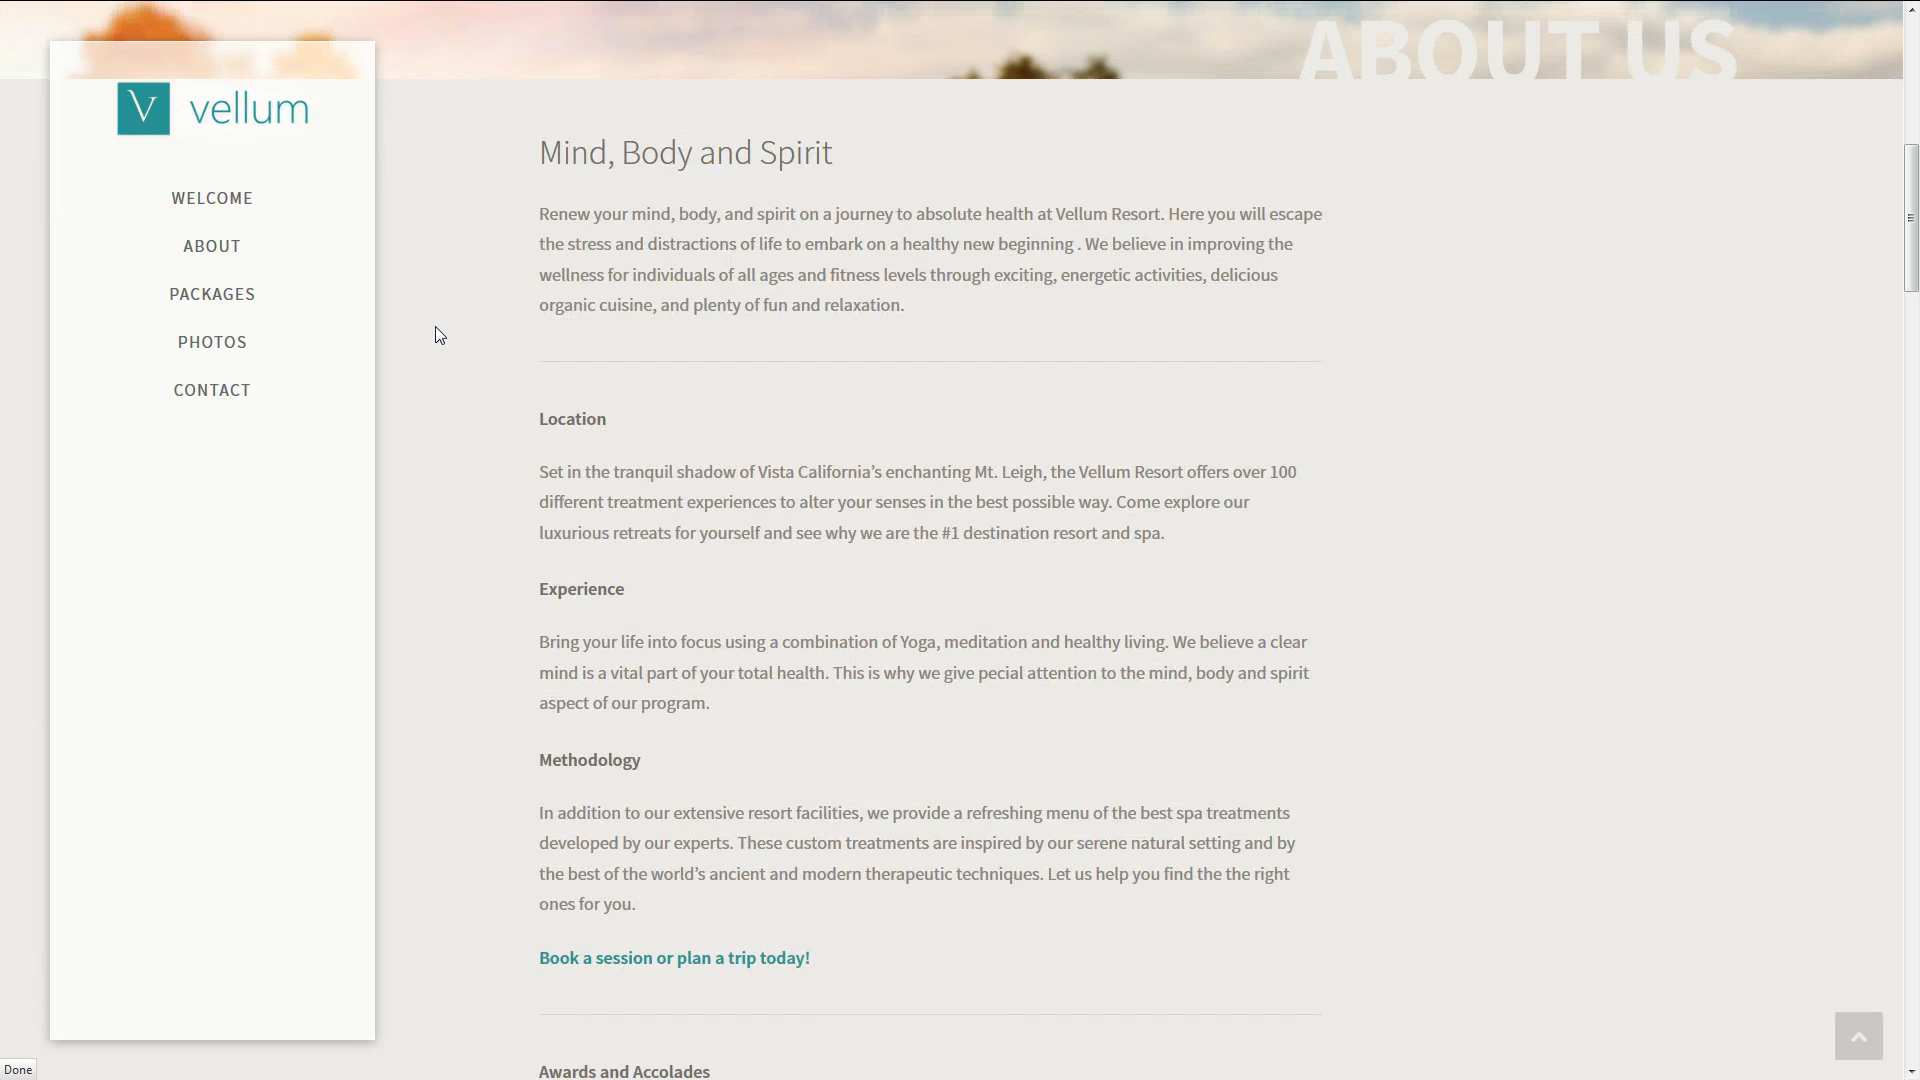 ABOUT US
V vellum
WELCOME
ABOUT
PACKAGES
PHOTOS
CONTACT
Mind, Body and Spirit
Renew your mind, body, and spirit on a journey to absolute health at Vellum Resort. Here you will escape
the stress and distractions of life to embark on a healthy new beginning . We believe in improving the
wellness for individuals of all ages and fitness levels through exciting, energetic activities, delicious
organic cuisine, and plenty of fun and relaxation.
Location
Set in the tranquil shadow of Vista California’s enchanting Mt. Leigh, the Vellum Resort offers over 100
different treatment experiences to alter your senses in the best possible way. Come explore our
luxurious retreats for yourself and see why we are the #1 destination resort and spa.
Experience
Bring your life into focus using a combination of Yoga, meditation and healthy living. We believe a clear
mind is a vital part of your total health. This is why we give pecial attention to the mind, body and spirit
aspect of our program.
Methodology
In addition to our extensive resort facilities, we provide a refreshing menu of the best spa treatments
developed by our experts. These custom treatments are inspired by our serene natural setting and by
the best of the world’s ancient and modern therapeutic techniques. Let us help you find the the right
ones for you.
Book a session or plan a trip today!
Awards and Accolades
Done